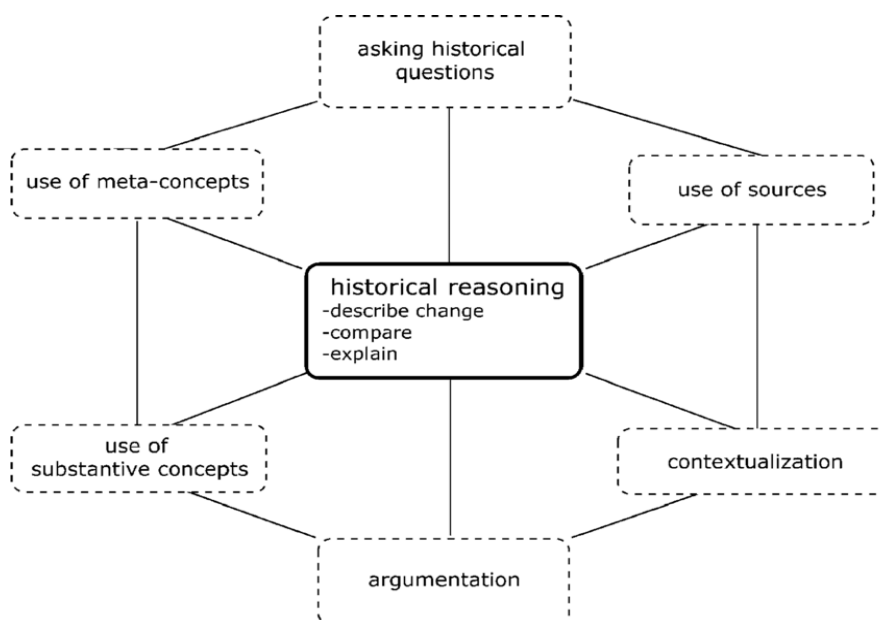 asking historical
questions
use of meta-concepts
use of sources
historical reasoning
-describe change
-compare
-explain
use of
substantive concepts
contextualization
argumentation